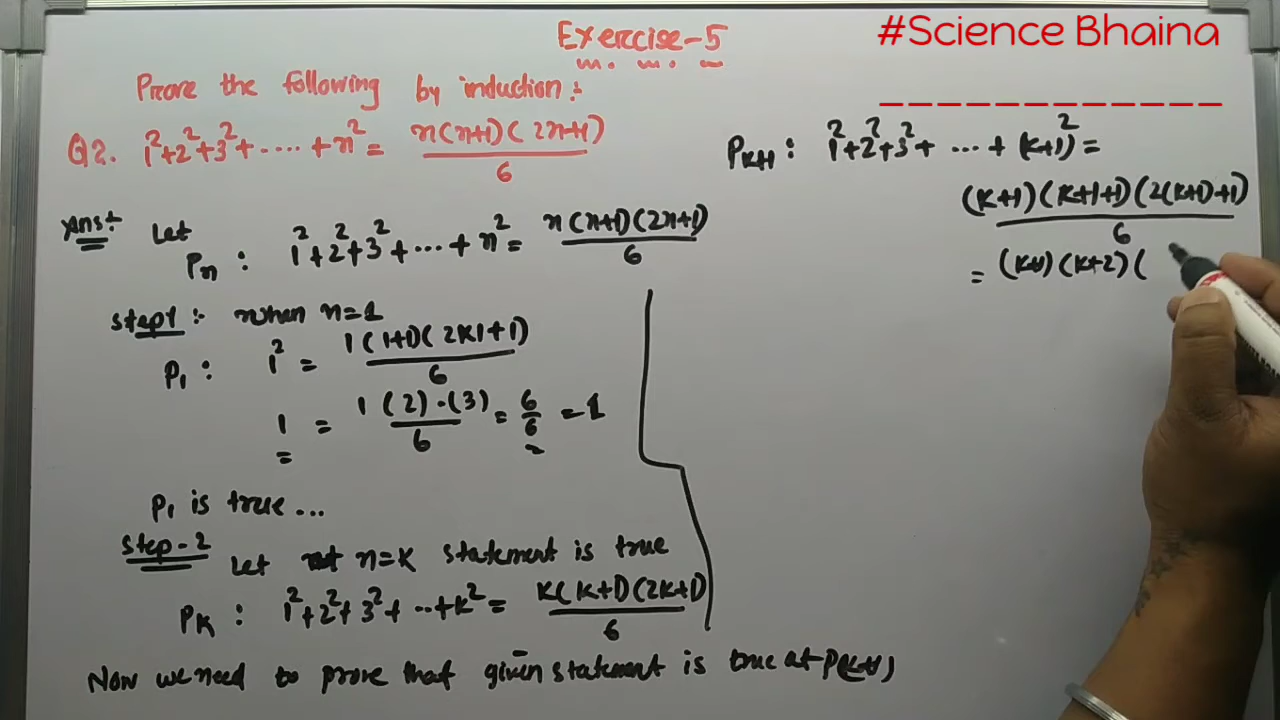 Exercise-5
#Science Bhaina
Prove the following by induction :-
Q2. 1²+2²+3²+.....+n² = n(n+1)(2n+1)/6
Ans:
Let
Pₙ : 1²+2²+3²+...+n² = n(n+1)(2n+1)/6
Step1 :- when n=1
P₁ : 1² = 1(1+1)(2×1+1)/6
1 = 1(2)·(3)/6 = 6/6 = 1
P₁ is true...
Step-2
Let n=k statement is true
Pₖ : 1²+2²+3²+..+k² = k(k+1)(2k+1)/6
Now we need to prove that given statement is true at P(k+1)
Pₖ₊₁ : 1²+2²+3²+...+(k+1)² =
(k+1)(k+1+1)(2(k+1)+1)/6
= (k+1)(k+2)(